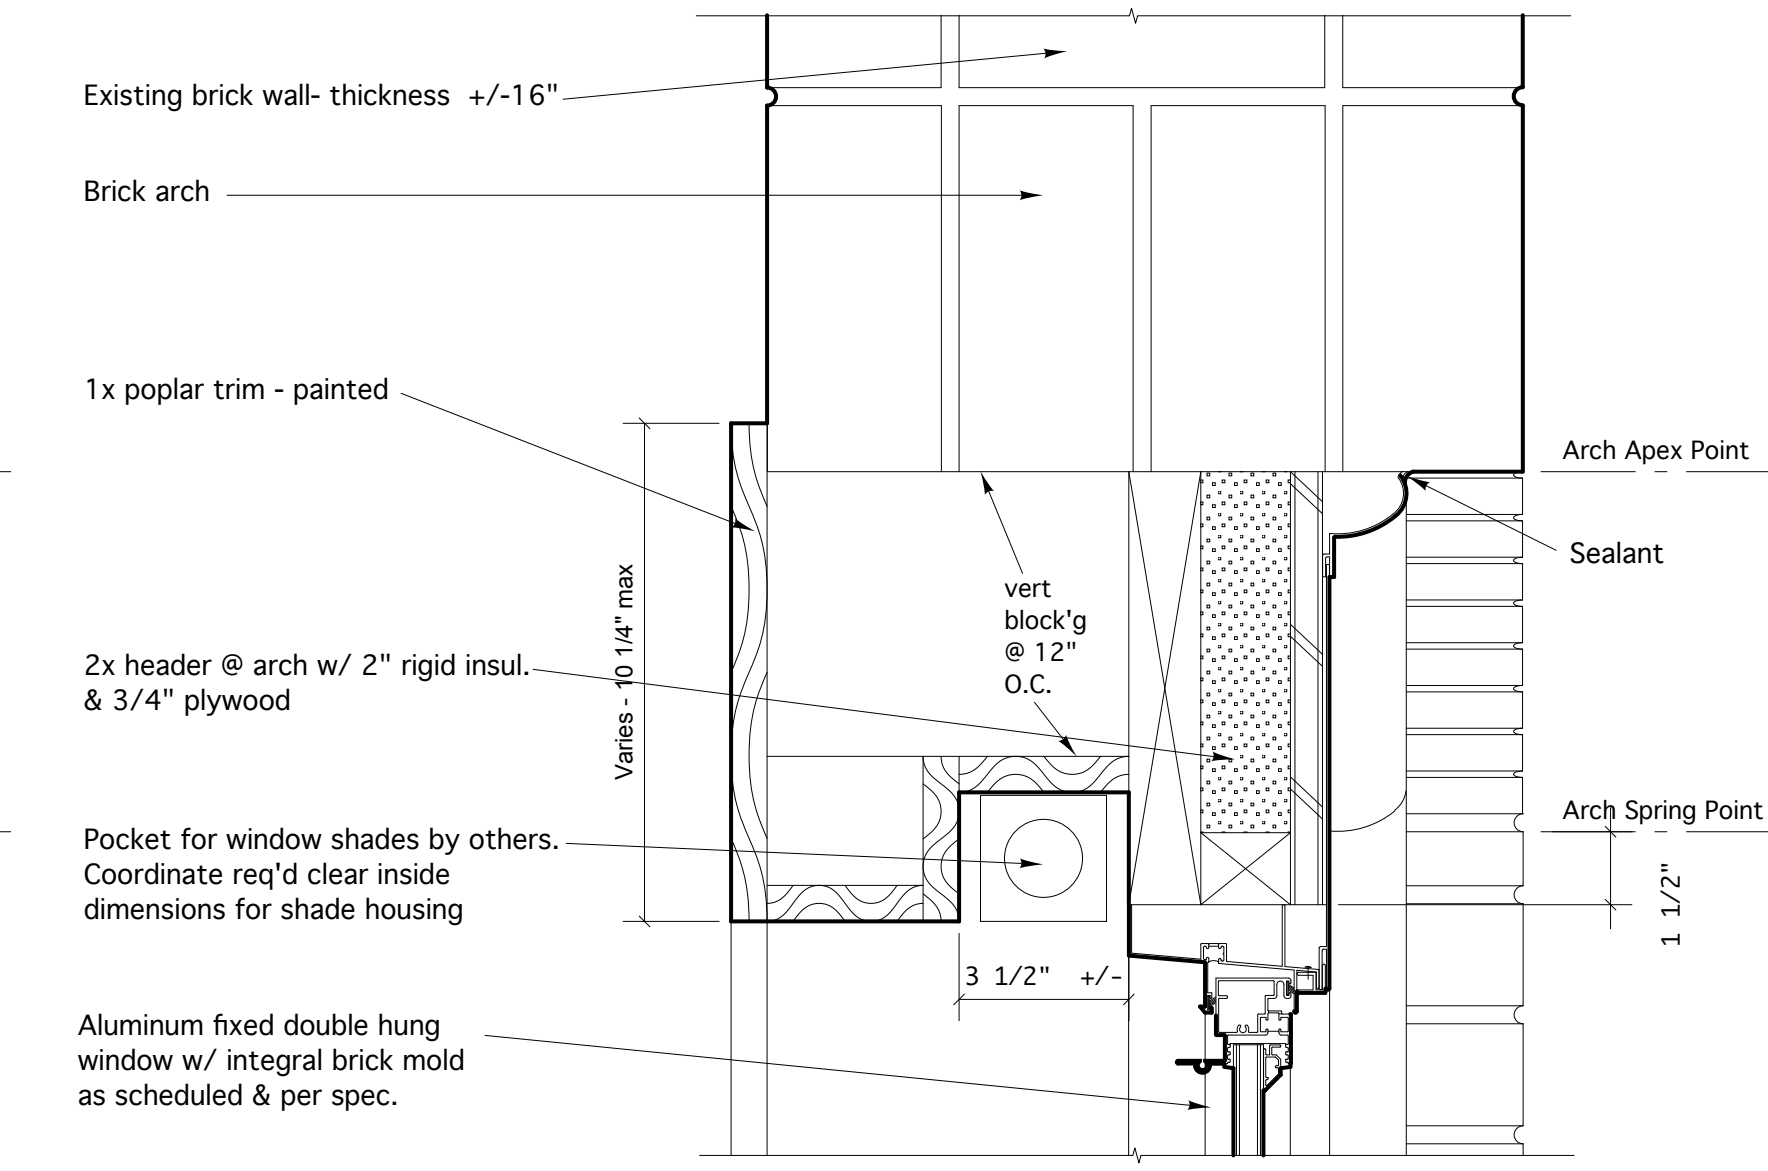 Existing brick wall- thickness +/-16"
Brick arch
1x poplar trim - painted
Arch Apex Point
Sealant
vert
block'g
@ 12"
O.C.
Varies - 10 1/4" max
2x header @ arch w/ 2" rigid insul.
& 3/4" plywood
Arch Spring Point
Pocket for window shades by others.
Coordinate req'd clear inside
dimensions for shade housing
1 1/2"
3 1/2" +/-
Aluminum fixed double hung
window w/ integral brick mold
as scheduled & per spec.